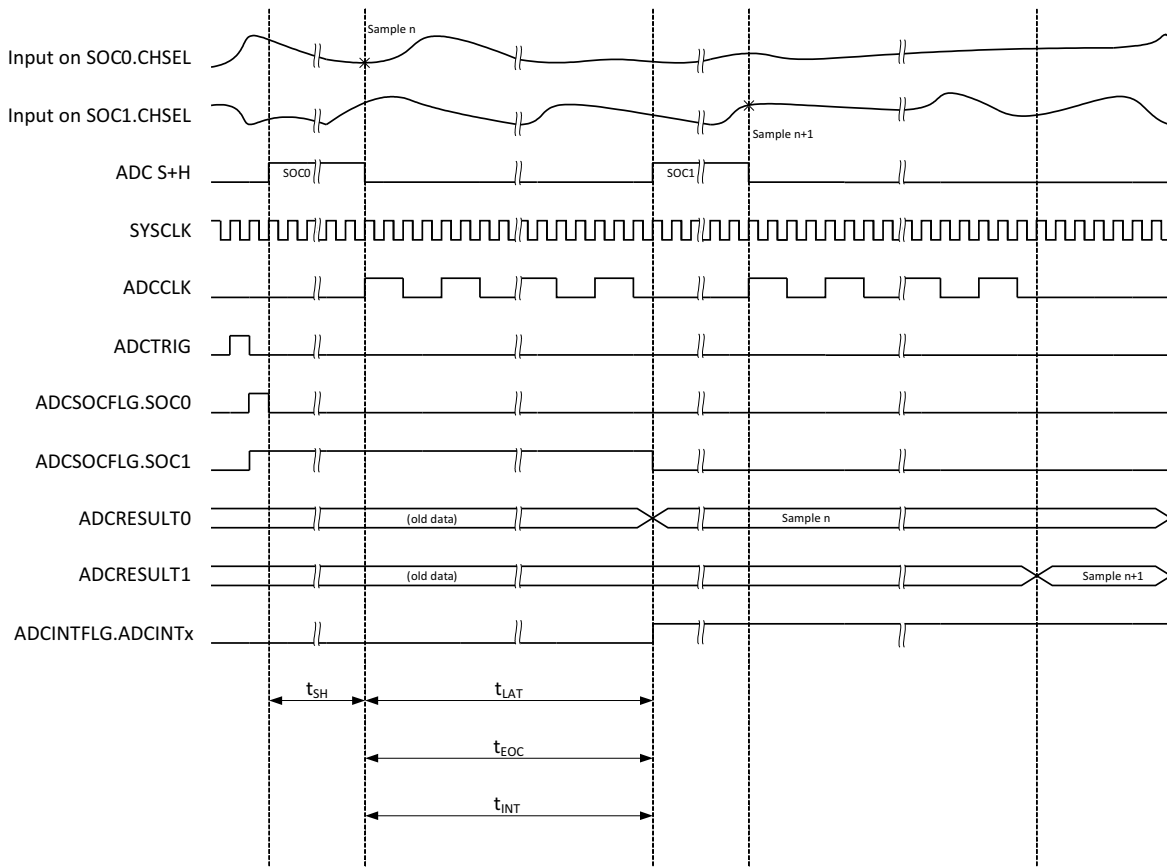 Sample n
Input on SOC0.CHSEL
Input on SOC1.CHSEL
Sample n+1
ADC S+H
SOC0
SOC1
SYSCLK
ADCCLK
ADCTRIG
ADCSOCFLG.SOC0
ADCSOCFLG.SOC1
ADCRESULT0
(old data)
Sample n
ADCRESULT1
(old data)
Sample n+1
ADCINTFLG.ADCINTx
tSH
tLAT
tEOC
tINT